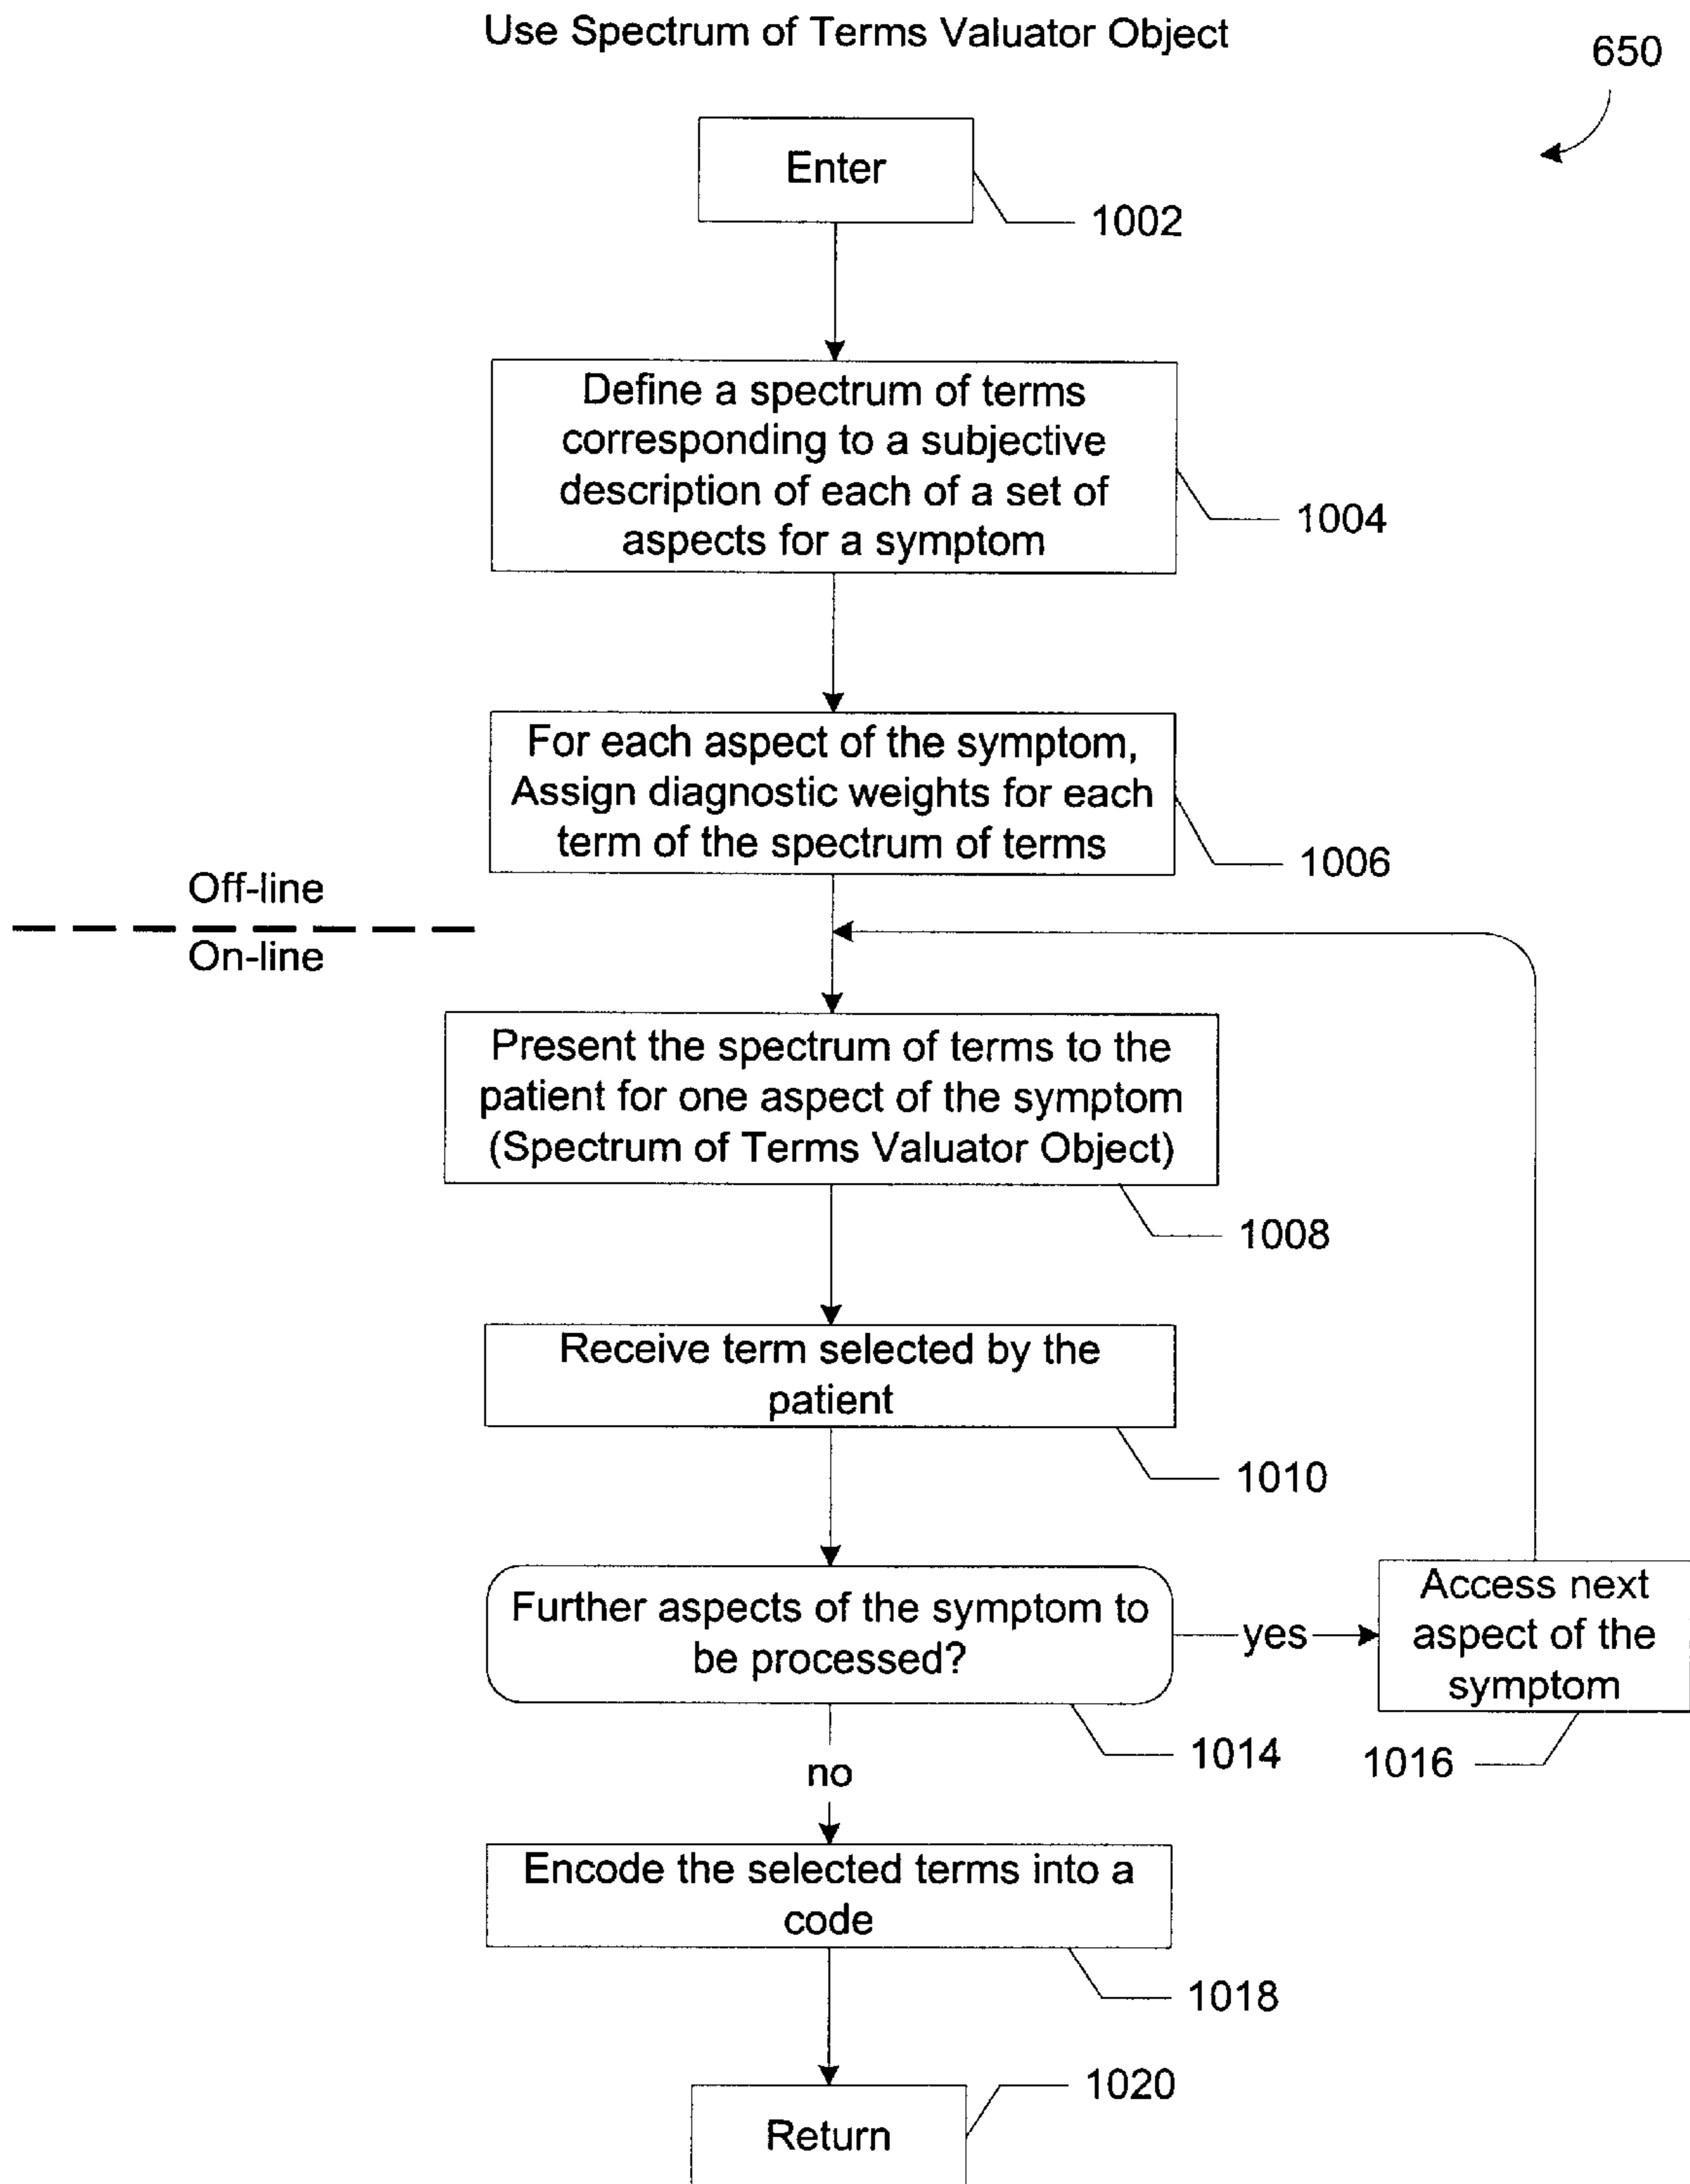 Use Spectrum of Terms Valuator Object
650
Enter
1002
Define a spectrum of terms
corresponding to a subjective
description of each of a set of
aspects for a symptom
1004
For each aspect of the symptom,
Assign diagnostic weights for each
term of the spectrum of terms
1006
Off-line
On-line
Present the spectrum of terms to the
patient for one aspect of the symptom
(Spectrum of Terms Valuator Object)
1008
Receive term selected by the
patient
1010
Further aspects of the symptom to
be processed?
yes
Access next
aspect of the
symptom
1014
1016
no
Encode the selected terms into a
code
1018
1020
Return